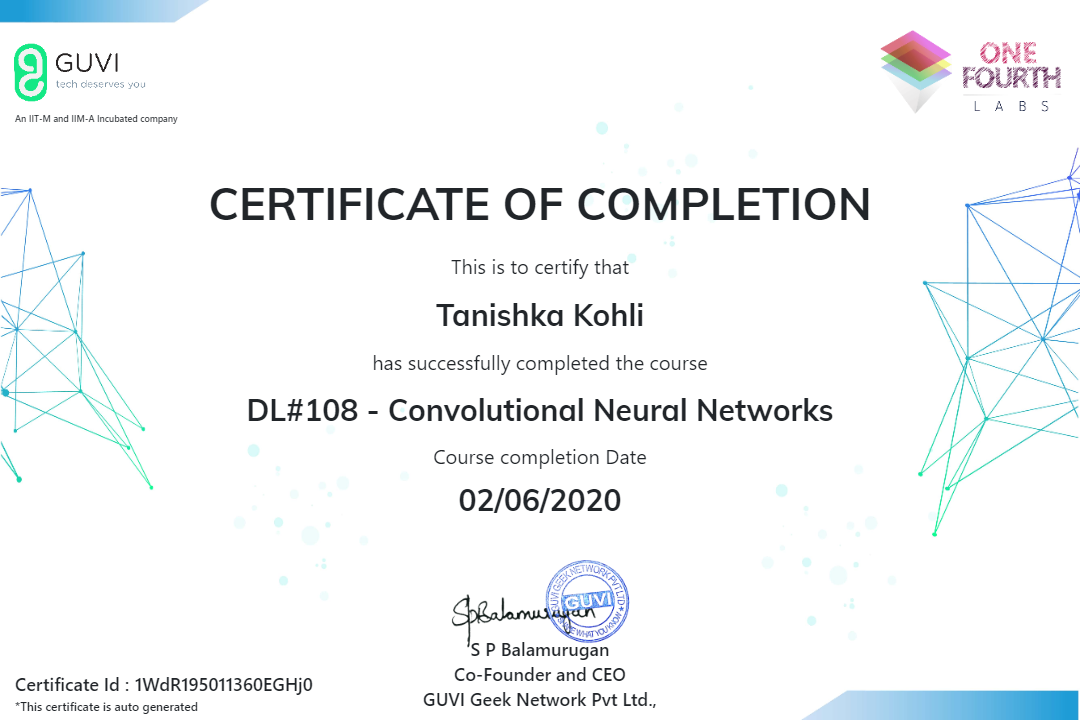 GUVI
tech deserves you
An IIT-M and IIM-A Incubated company
ONE
FOURTH
LABS
CERTIFICATE OF COMPLETION
This is to certify that
Tanishka Kohli
has successfully completed the course
DL#108 - Convolutional Neural Networks
Course completion Date
02/06/2020
SPBalamurugan
GUVI GEEK NETWORK PVT LTD
GUVI
SHARE WHAT YOU KNOW
S P Balamurugan
Co-Founder and CEO
GUVI Geek Network Pvt Ltd.,
Certificate Id : 1WdR195011360EGHj0
*This certificate is auto generated